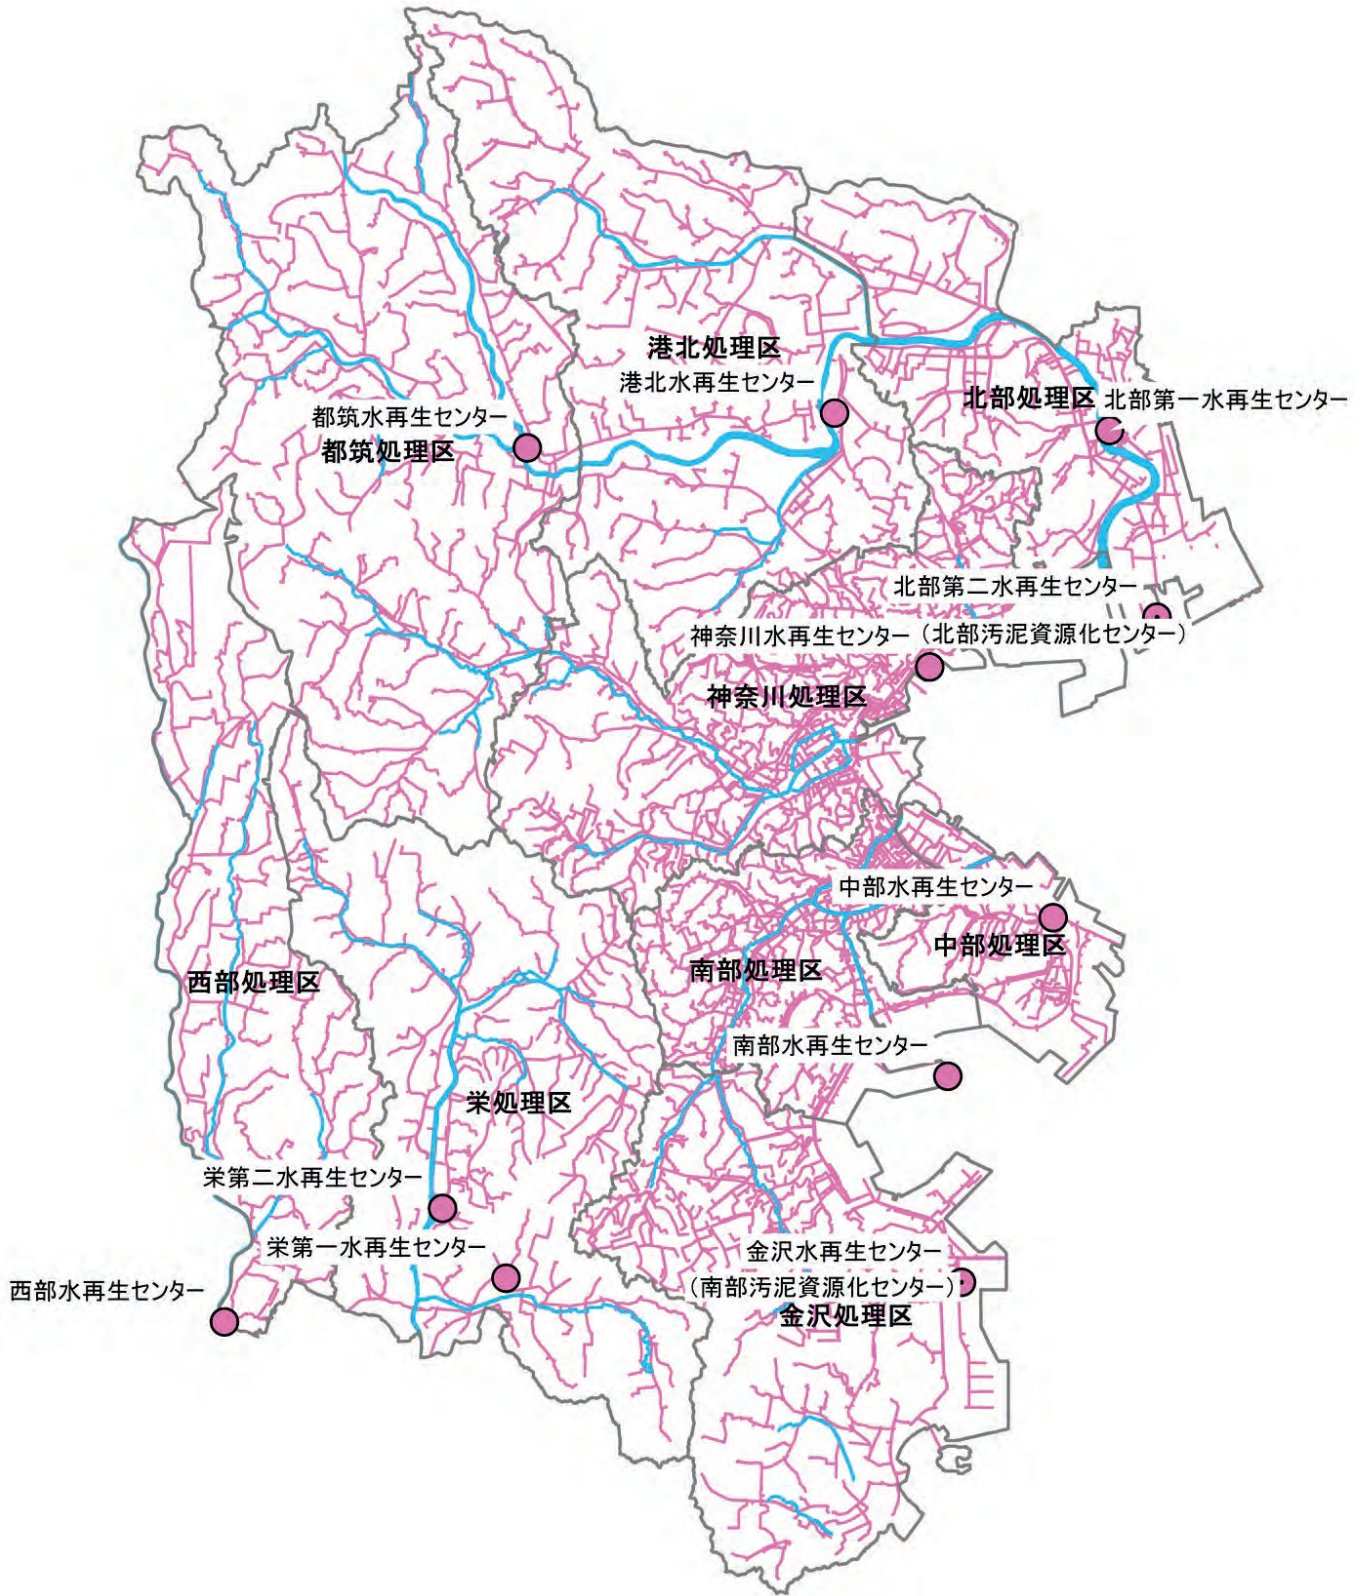 港北処理区
港北水再生センター
北部処理区
北部第一水再生センター
都筑水再生センター
都筑処理区
北部第二水再生センター
神奈川水再生センター
（北部汚泥資源化センター）
神奈川処理区
中部水再生センター
中部処理区
南部処理区
西部処理区
南部水再生センター
栄処理区
栄第二水再生センター
栄第一水再生センター
金沢水再生センター
（南部汚泥資源化センター）
西部水再生センター
金沢処理区